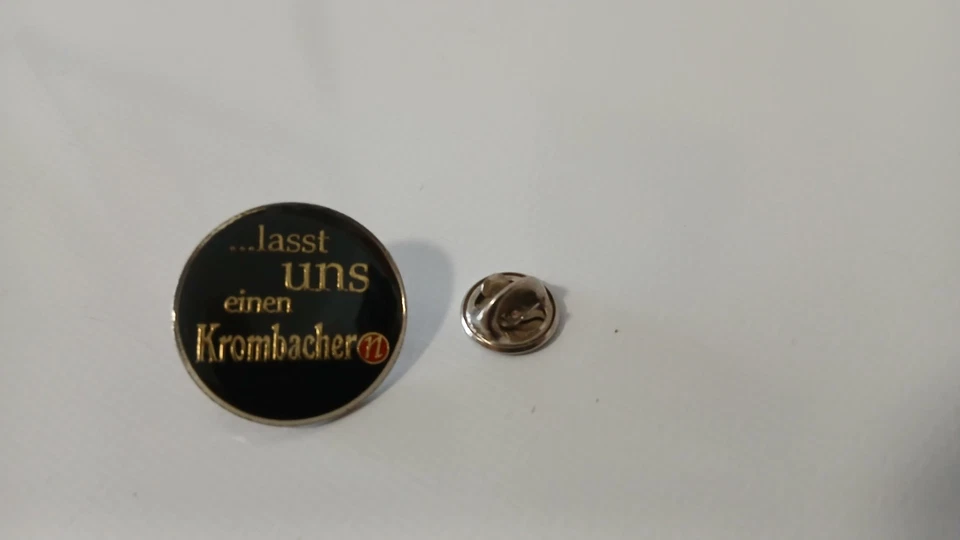 ...lasst
uns
einen
Krombachern